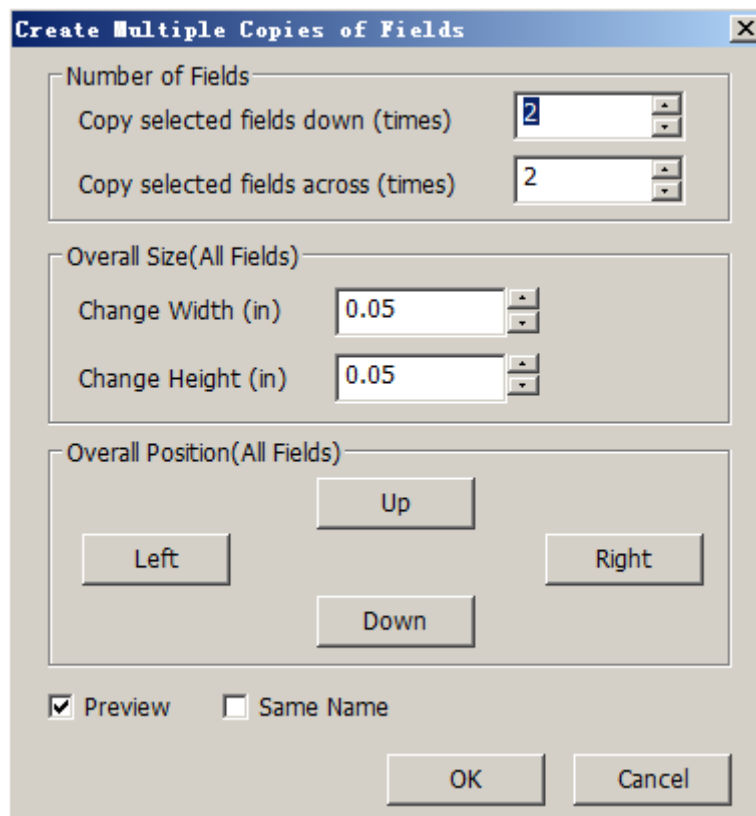 Create Multiple Copies of Fields
Number of Fields
Copy selected fields down (times) 2
Copy selected fields across (times) 2
Overall Size(All Fields)
Change Width (in) 0.05
Change Height (in) 0.05
Overall Position(All Fields)
Up
Left Right
Down
Preview Same Name
OK Cancel